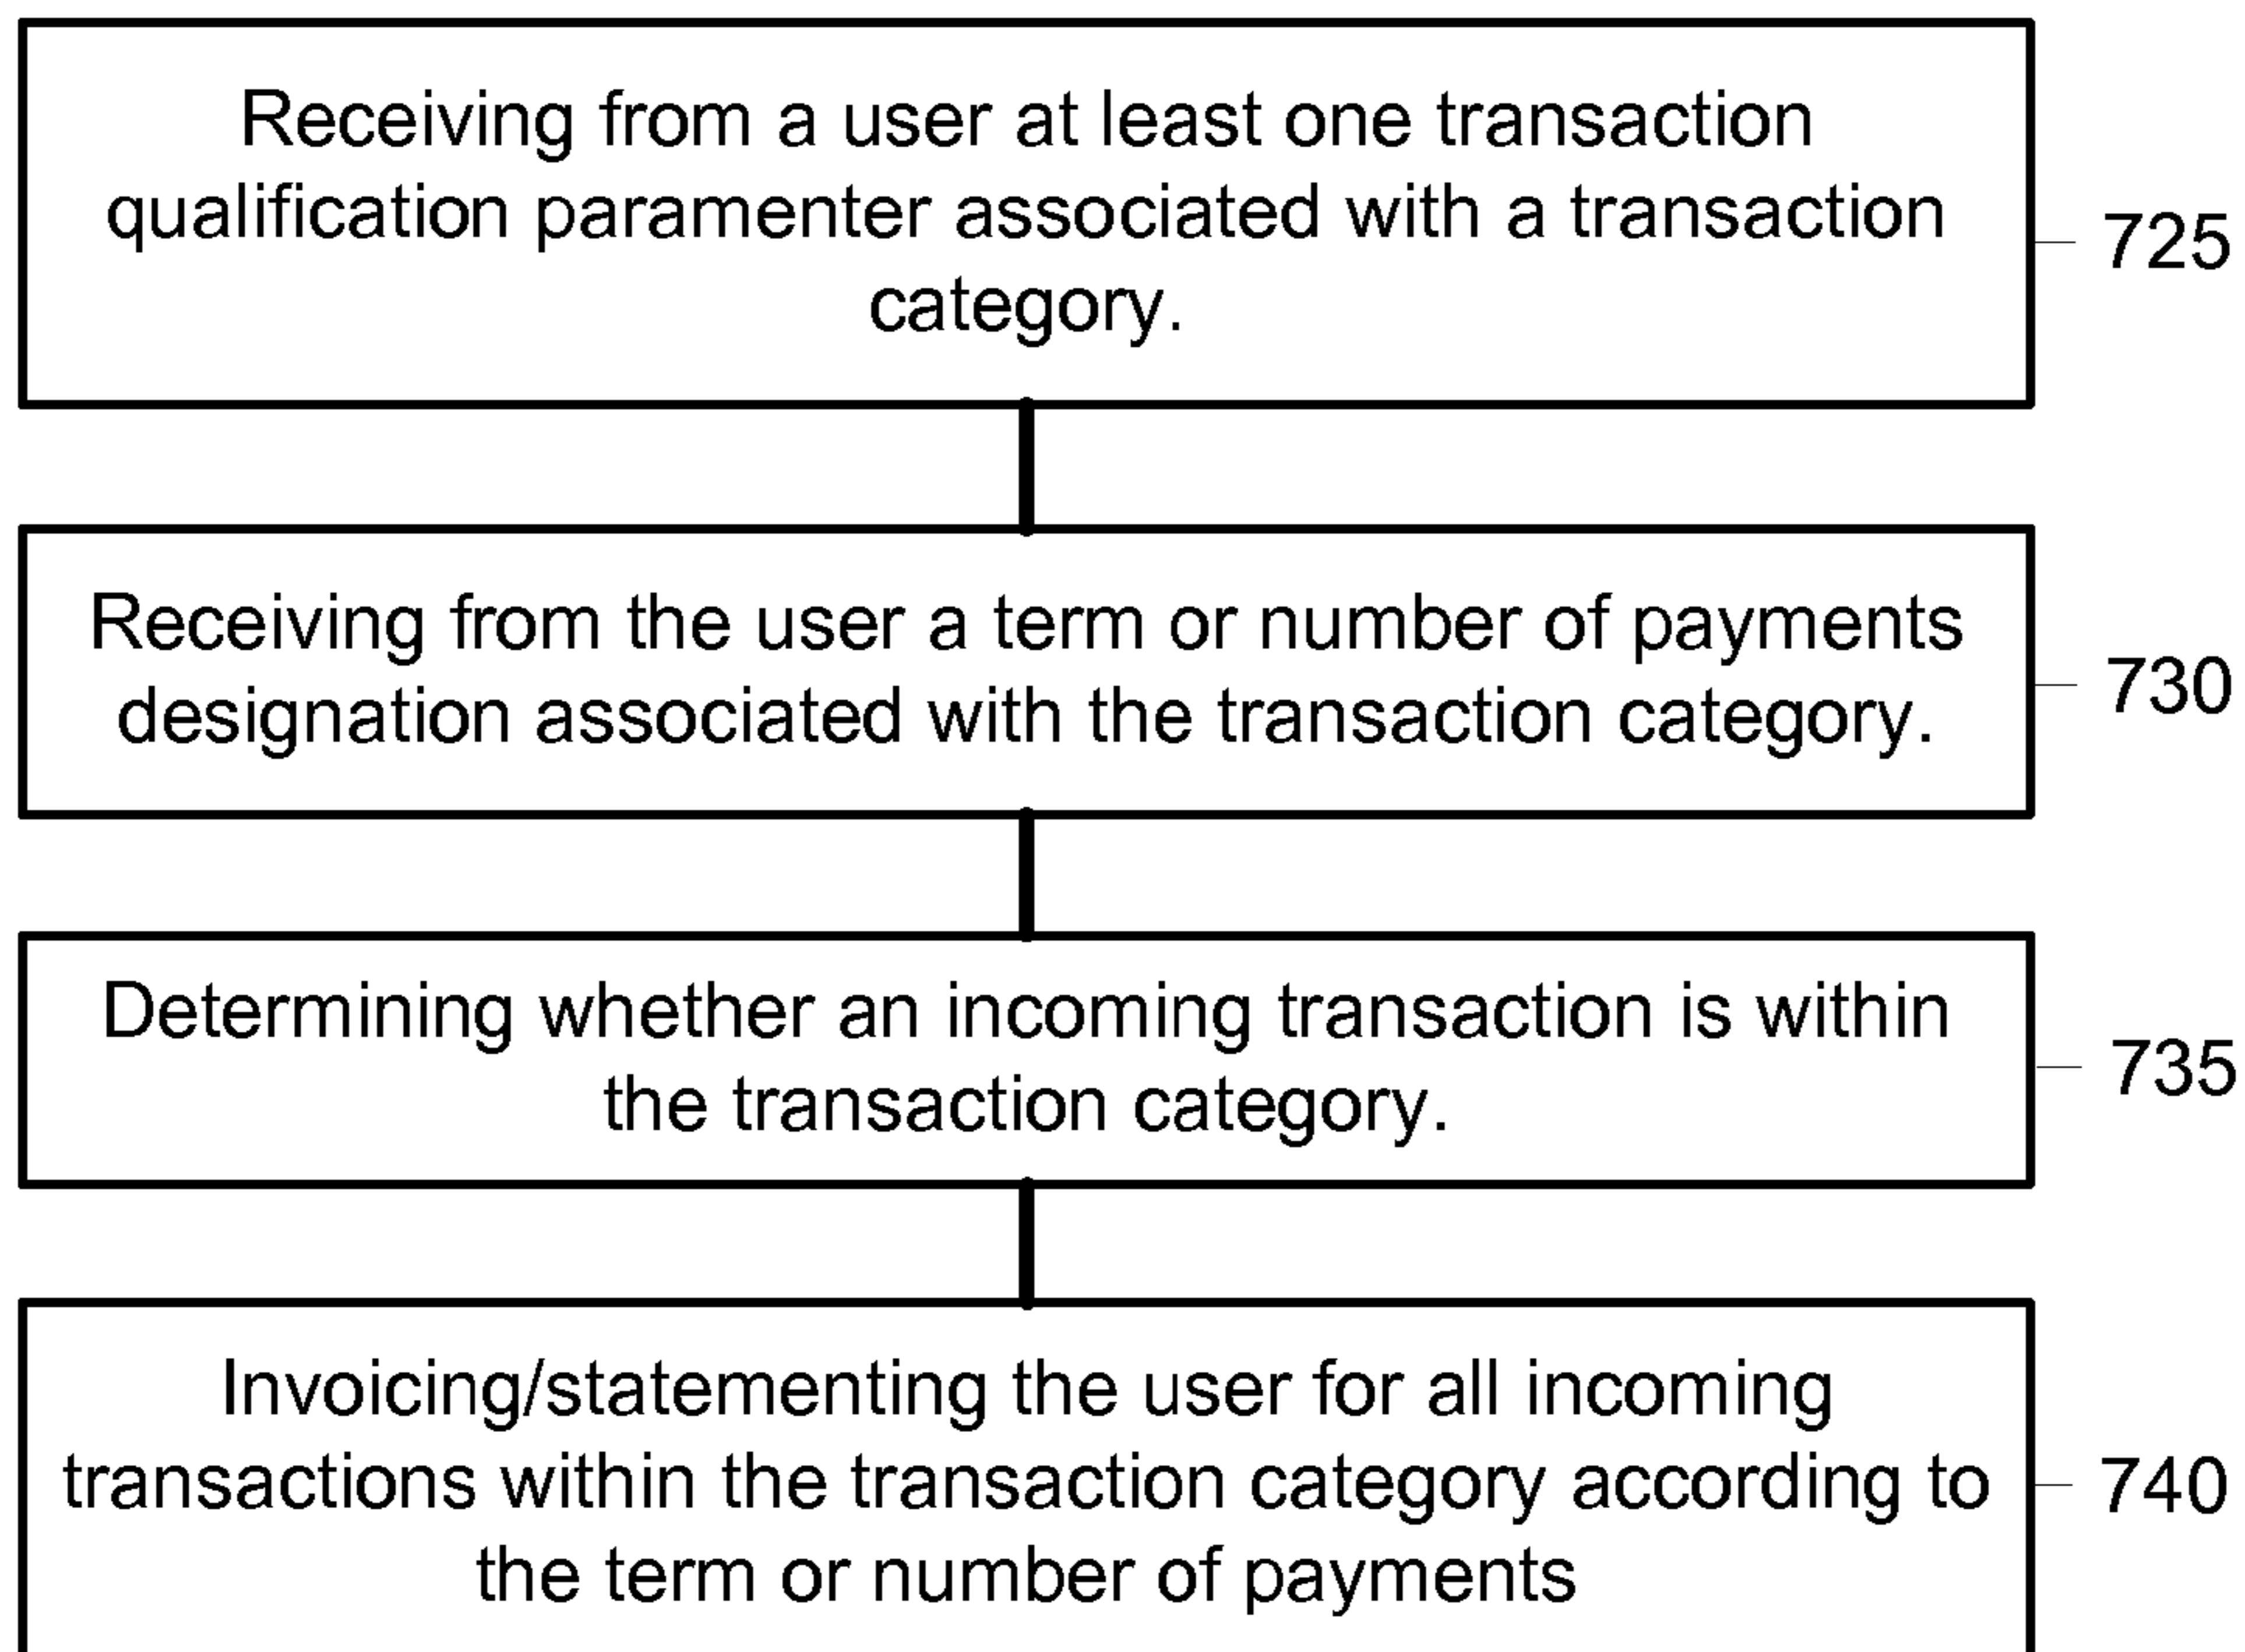 Receiving from a user at least one transaction
qualification paramenter associated with a transaction
category.
725
Receiving from the user a term or number of payments
designation associated with the transaction category.
730
Determining whether an incoming transaction is within
the transaction category.
735
Invoicing/statementing the user for all incoming
transactions within the transaction category according to
the term or number of payments
740